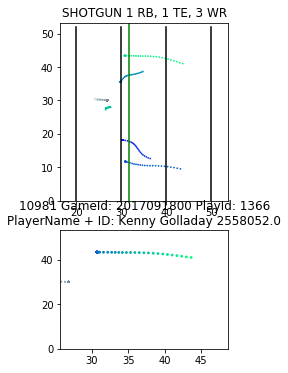 SHOTGUN 1 RB, 1 TE, 3 WR
50
40
30
20
10
0
20 30 40 50
10981 GameId: 2017091800 PlayId: 1366
PlayerName + ID: Kenny Golladay 2558052.0
40
20
0
30 35 40 45